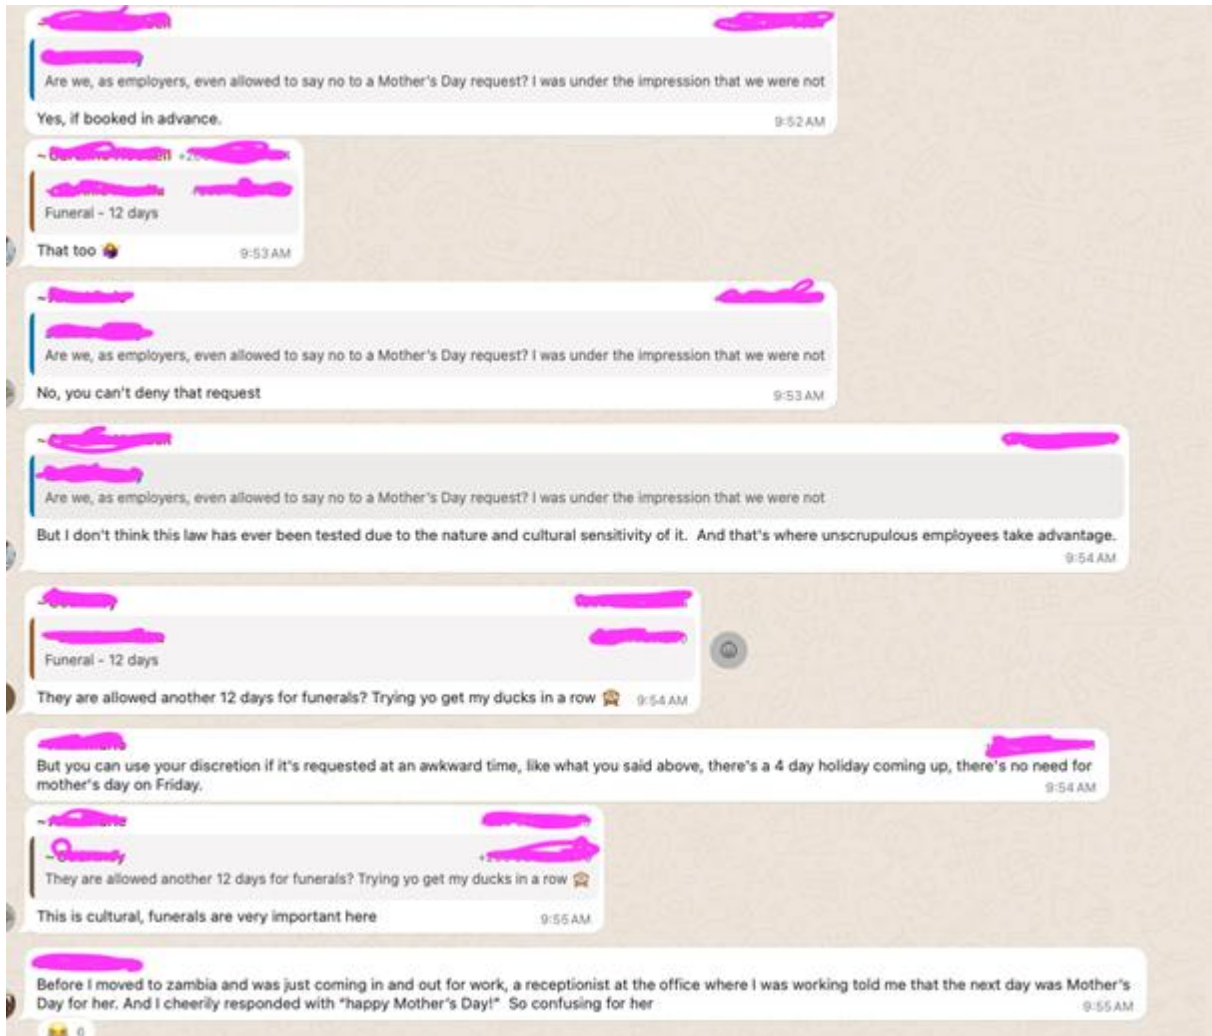 Are we, as employers, even allowed to say no to a Mother's Day request? I was under the impression that we were not
Yes, if booked in advance.
9:52 AM
Funeral - 12 days
That too 🤷🏽‍♀️
9:53 AM
Are we, as employers, even allowed to say no to a Mother's Day request? I was under the impression that we were not
No, you can't deny that request
9:53 AM
Are we, as employers, even allowed to say no to a Mother's Day request? I was under the impression that we were not
But I don't think this law has ever been tested due to the nature and cultural sensitivity of it.  And that's where unscrupulous employees take advantage.
9:54 AM
Funeral - 12 days
They are allowed another 12 days for funerals? Trying yo get my ducks in a row 🙈 9:54 AM
But you can use your discretion if it's requested at an awkward time, like what you said above, there's a 4 day holiday coming up, there's no need for
mother's day on Friday.
9:54 AM
They are allowed another 12 days for funerals? Trying yo get my ducks in a row 🙈
This is cultural, funerals are very important here
9:55 AM
Before I moved to zambia and was just coming in and out for work, a receptionist at the office where I was working told me that the next day was Mother's
Day for her. And I cheerily responded with "happy Mother's Day!"  So confusing for her
9:55 AM
😂 6